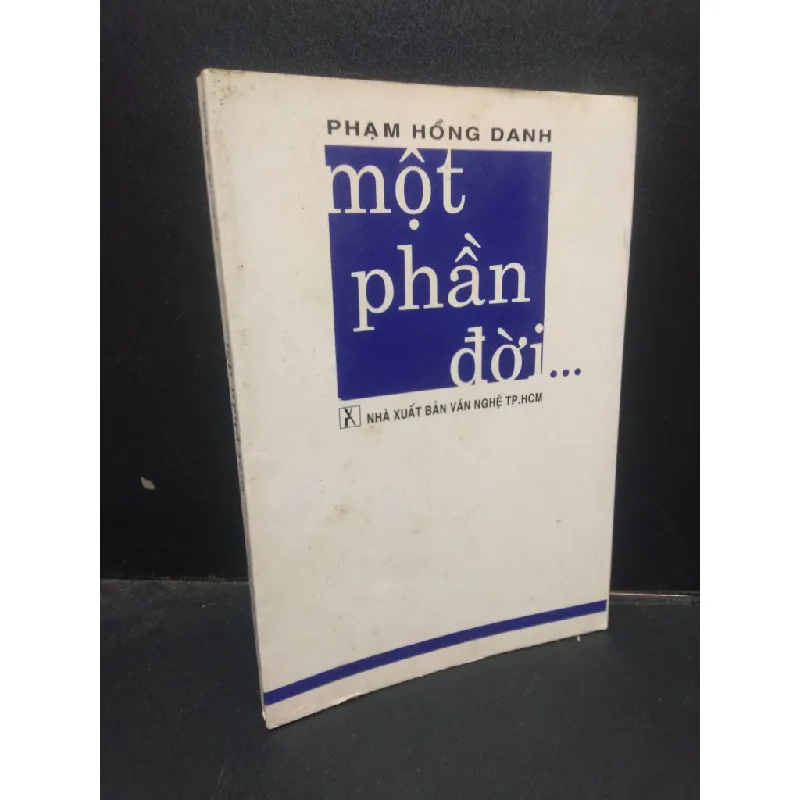 PHẠM HỒNG DANH
một
phần
đời...
NHÀ XUẤT BẢN VĂN NGHỆ TP.HCM